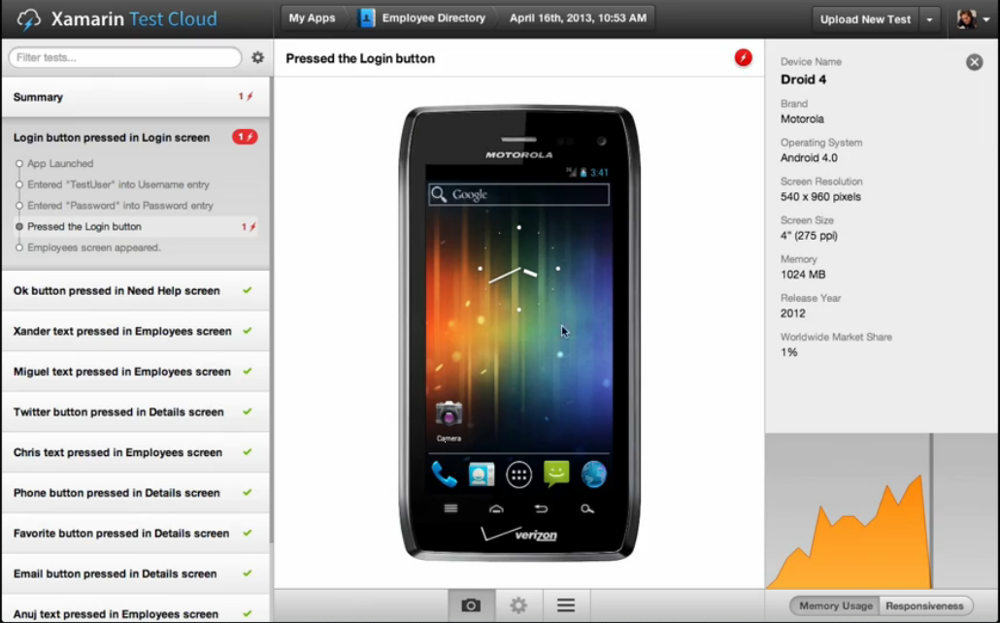 Xamarin Test Cloud
My Apps
Employee Directory
April 16th, 2013, 10:53 AM
Upload New Test
Filter tests...
Summary
1
Login button pressed in Login screen
1
App Launched
Entered "TestUser" into Username entry
Entered "Password" into Password entry
Pressed the Login button
1
Employees screen appeared.
Ok button pressed in Need Help screen
Xander text pressed in Employees screen
Miguel text pressed in Employees screen
Twitter button pressed in Details screen
Chris text pressed in Employees screen
Phone button pressed in Details screen
Favorite button pressed in Details screen
Email button pressed in Details screen
Anuj text pressed in Employees screen
Pressed the Login button
MOTOROLA
3:41
Google
Camera
verizon
Device Name
Droid 4
Brand
Motorola
Operating System
Android 4.0
Screen Resolution
540 x 960 pixels
Screen Size
4" (275 ppi)
Memory
1024 MB
Release Year
2012
Worldwide Market Share
1%
Memory Usage
Responsiveness